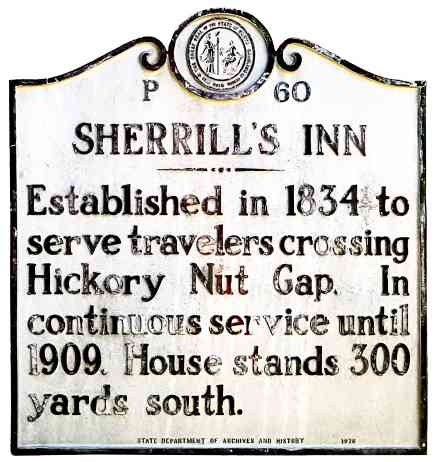 P 60
SHERRILL'S INN
Established in 1834 to
serve travelers crossing
Hickory Nut Gap. In
continuous service until
1909. House stands 300
yards south.
STATE DEPARTMENT OF ARCHIVES AND HISTORY 1976